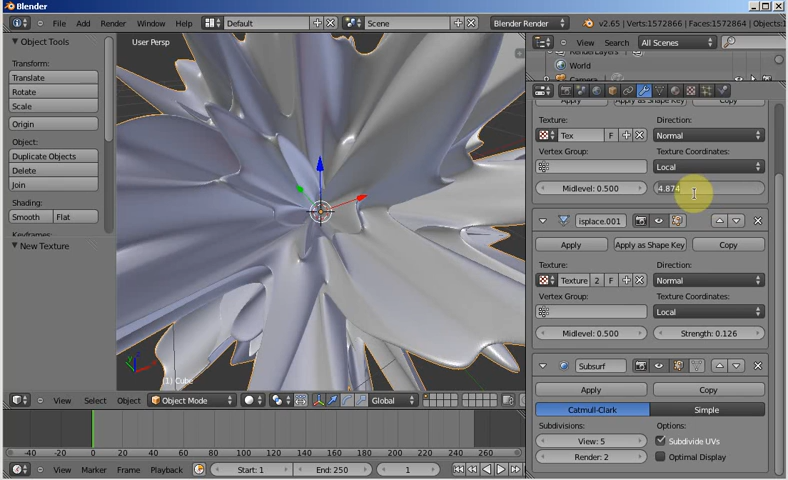 Blender
File Add Render Window Help Default Scene Blender Render v2.65 | Verts:1572866 | Faces:1572864 | Objects:1
Object Tools
Transform:
Translate
Rotate
Scale
Origin
Object:
Duplicate Objects
Delete
Join
Shading:
Smooth Flat
Keyframes:
New Texture
User Persp
(1) Cube
View Select Object Object Mode Global
-40 -20 0 20 40 60 80 100 120 140 160 180 200 220 240 260
View Marker Frame Playback Start: 1 End: 250 1
View Search All Scenes
RenderLayers
World
Camera
Apply Apply as Shape Key Copy
Texture: Direction:
Tex F Normal
Vertex Group: Texture Coordinates:
Local
Midlevel: 0.500 4.874
isplace.001
Apply Apply as Shape Key Copy
Texture: Direction:
Texture 2 F Normal
Vertex Group: Texture Coordinates:
Local
Midlevel: 0.500 Strength: 0.126
Subsurf
Apply Copy
Catmull-Clark Simple
Subdivisions: Options:
View: 5 Subdivide UVs
Render: 2 Optimal Display